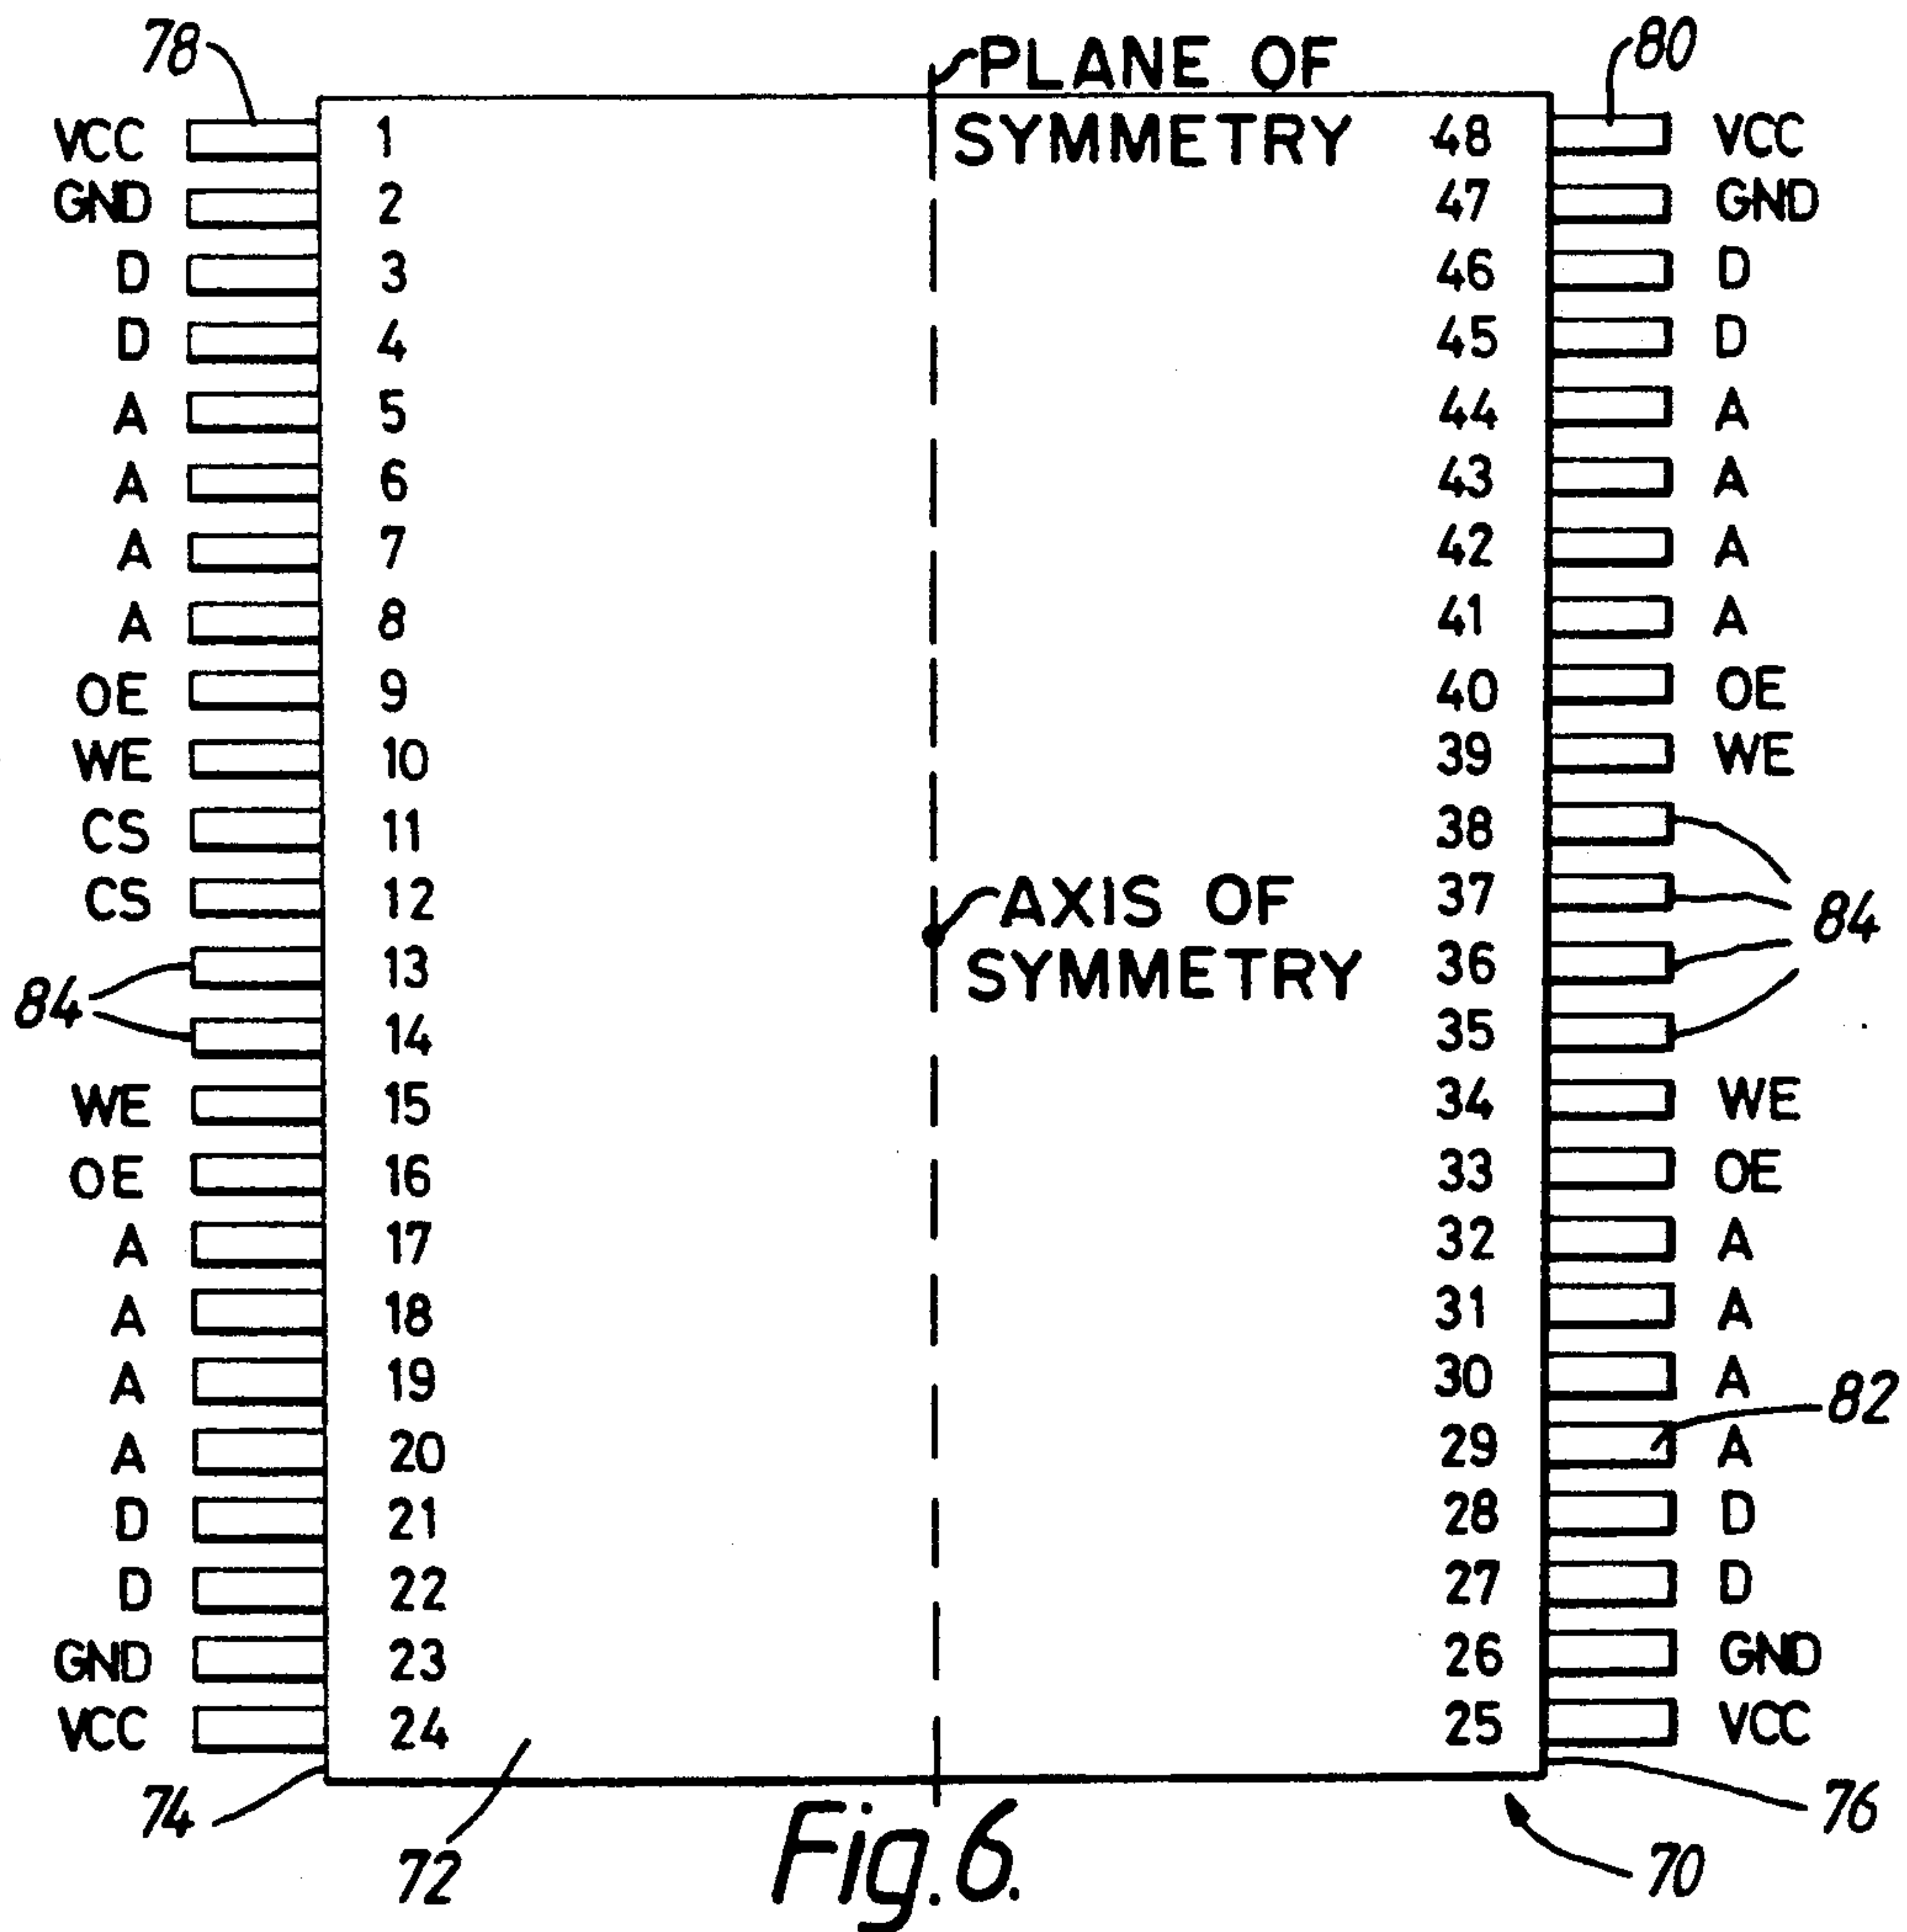 78 PLANE OF 80
VCC 1 SYMMETRY 48 VCC
GND 2 47 GND
D 3 46 D
D 4 45 D
A 5 44 A
A 6 43 A
A 7 42 A
A 8 41 A
OE 9 40 OE
WE 10 39 WE
CS 11 38
CS 12 AXIS OF 37 84
13 SYMMETRY 36
84 14 35
WE 15 34 WE
OE 16 33 OE
A 17 32 A
A 18 31 A
A 19 30 A 82
A 20 29 A
D 21 28 D
D 22 27 D
GND 23 26 GND
VCC 24 25 VCC
74 72 Fig.6. 70 76